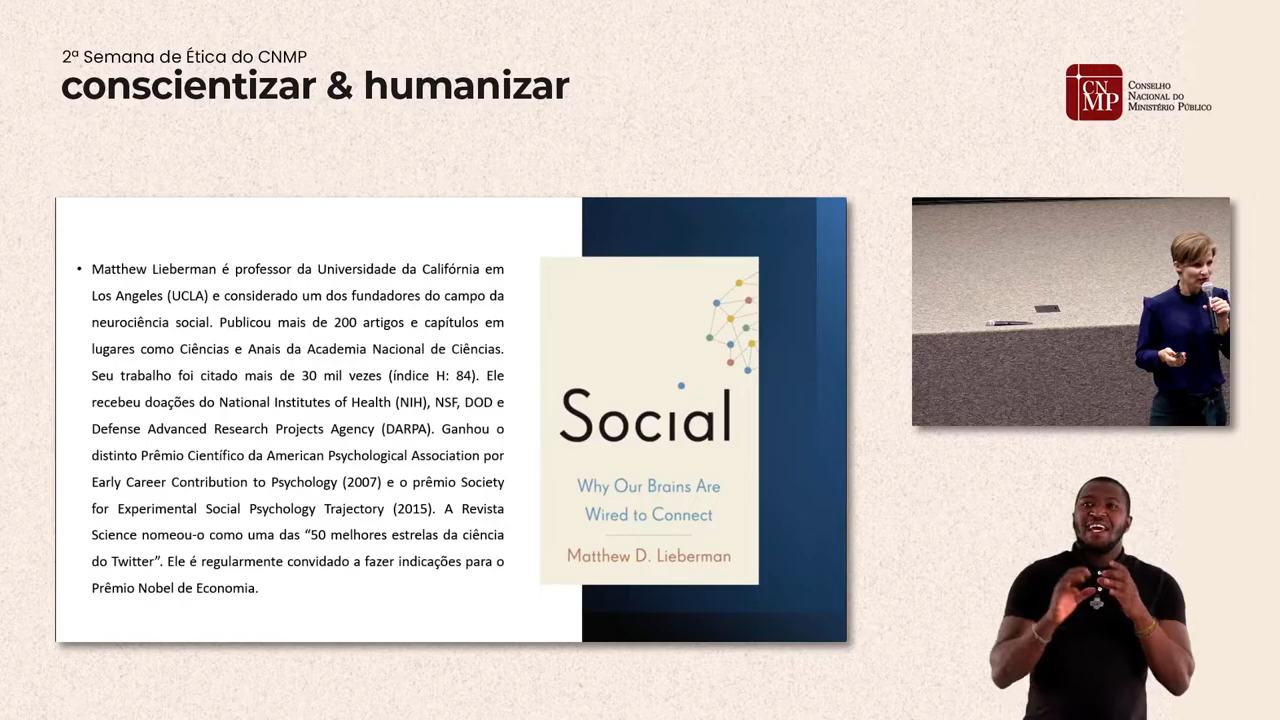 2ª Semana de Ética do CNMP
conscientizar & humanizar
CN
MP
Conselho
Nacional do
Ministério Público
• Matthew Lieberman é professor da Universidade da Califórnia em
Los Angeles (UCLA) e considerado um dos fundadores do campo da
neurociência social. Publicou mais de 200 artigos e capítulos em
lugares como Ciências e Anais da Academia Nacional de Ciências.
Seu trabalho foi citado mais de 30 mil vezes (índice H: 84). Ele
recebeu doações do National Institutes of Health (NIH), NSF, DOD e
Defense Advanced Research Projects Agency (DARPA). Ganhou o
distinto Prêmio Científico da American Psychological Association por
Early Career Contribution to Psychology (2007) e o prêmio Society
for Experimental Social Psychology Trajectory (2015). A Revista
Science nomeou-o como uma das “50 melhores estrelas da ciência
do Twitter”. Ele é regularmente convidado a fazer indicações para o
Prêmio Nobel de Economia.
Social
Why Our Brains Are
Wired to Connect
Matthew D. Lieberman